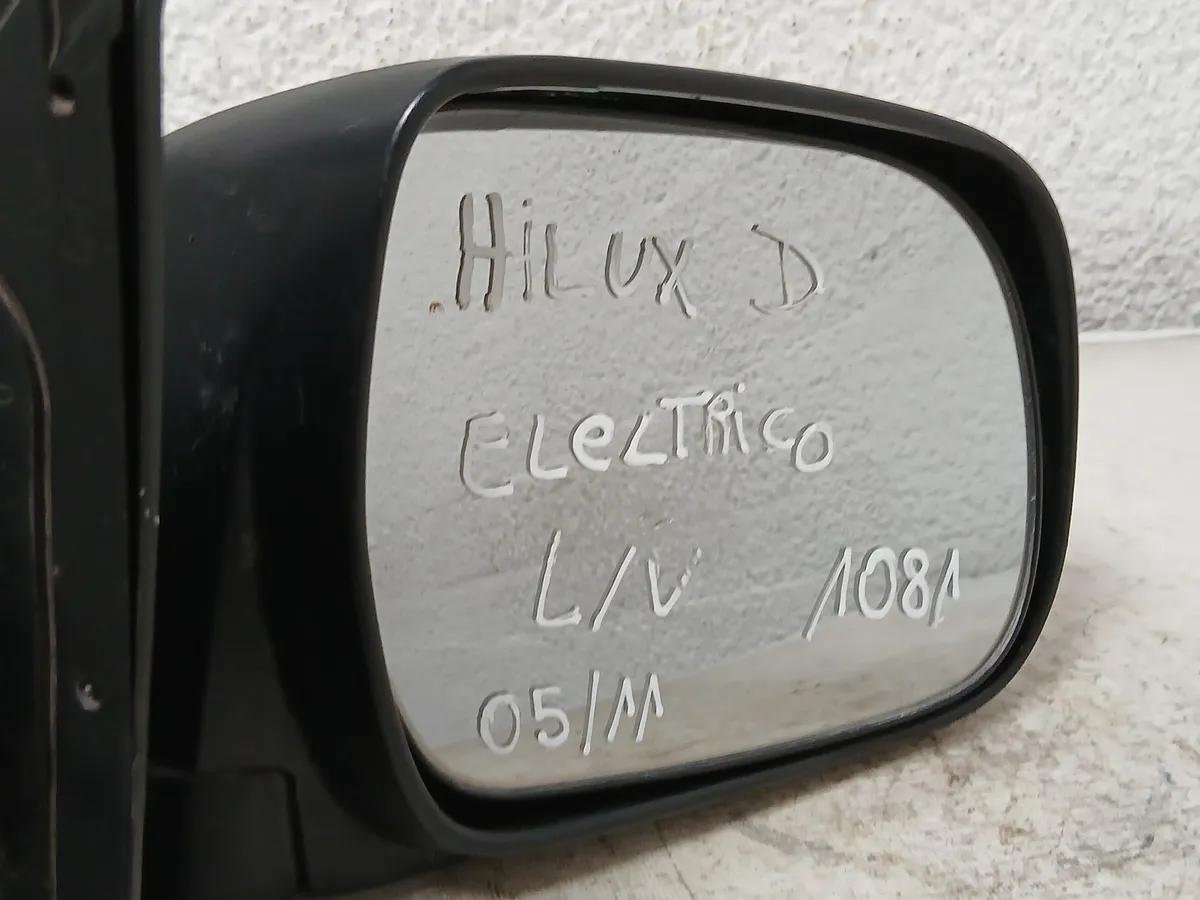 HiLUX D
ELeCTRiCO
L/V /1081
05/11